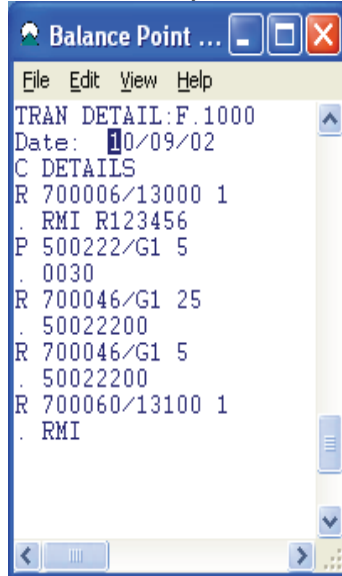 Balance Point ...
File Edit View Help
TRAN DETAIL:F.1000
Date: 10/09/02
C DETAILS
R 700006/13000 1
. RMI R123456
P 500222/G1 5
. 0030
R 700046/G1 25
. 50022200
R 700046/G1 5
. 50022200
R 700060/13100 1
. RMI